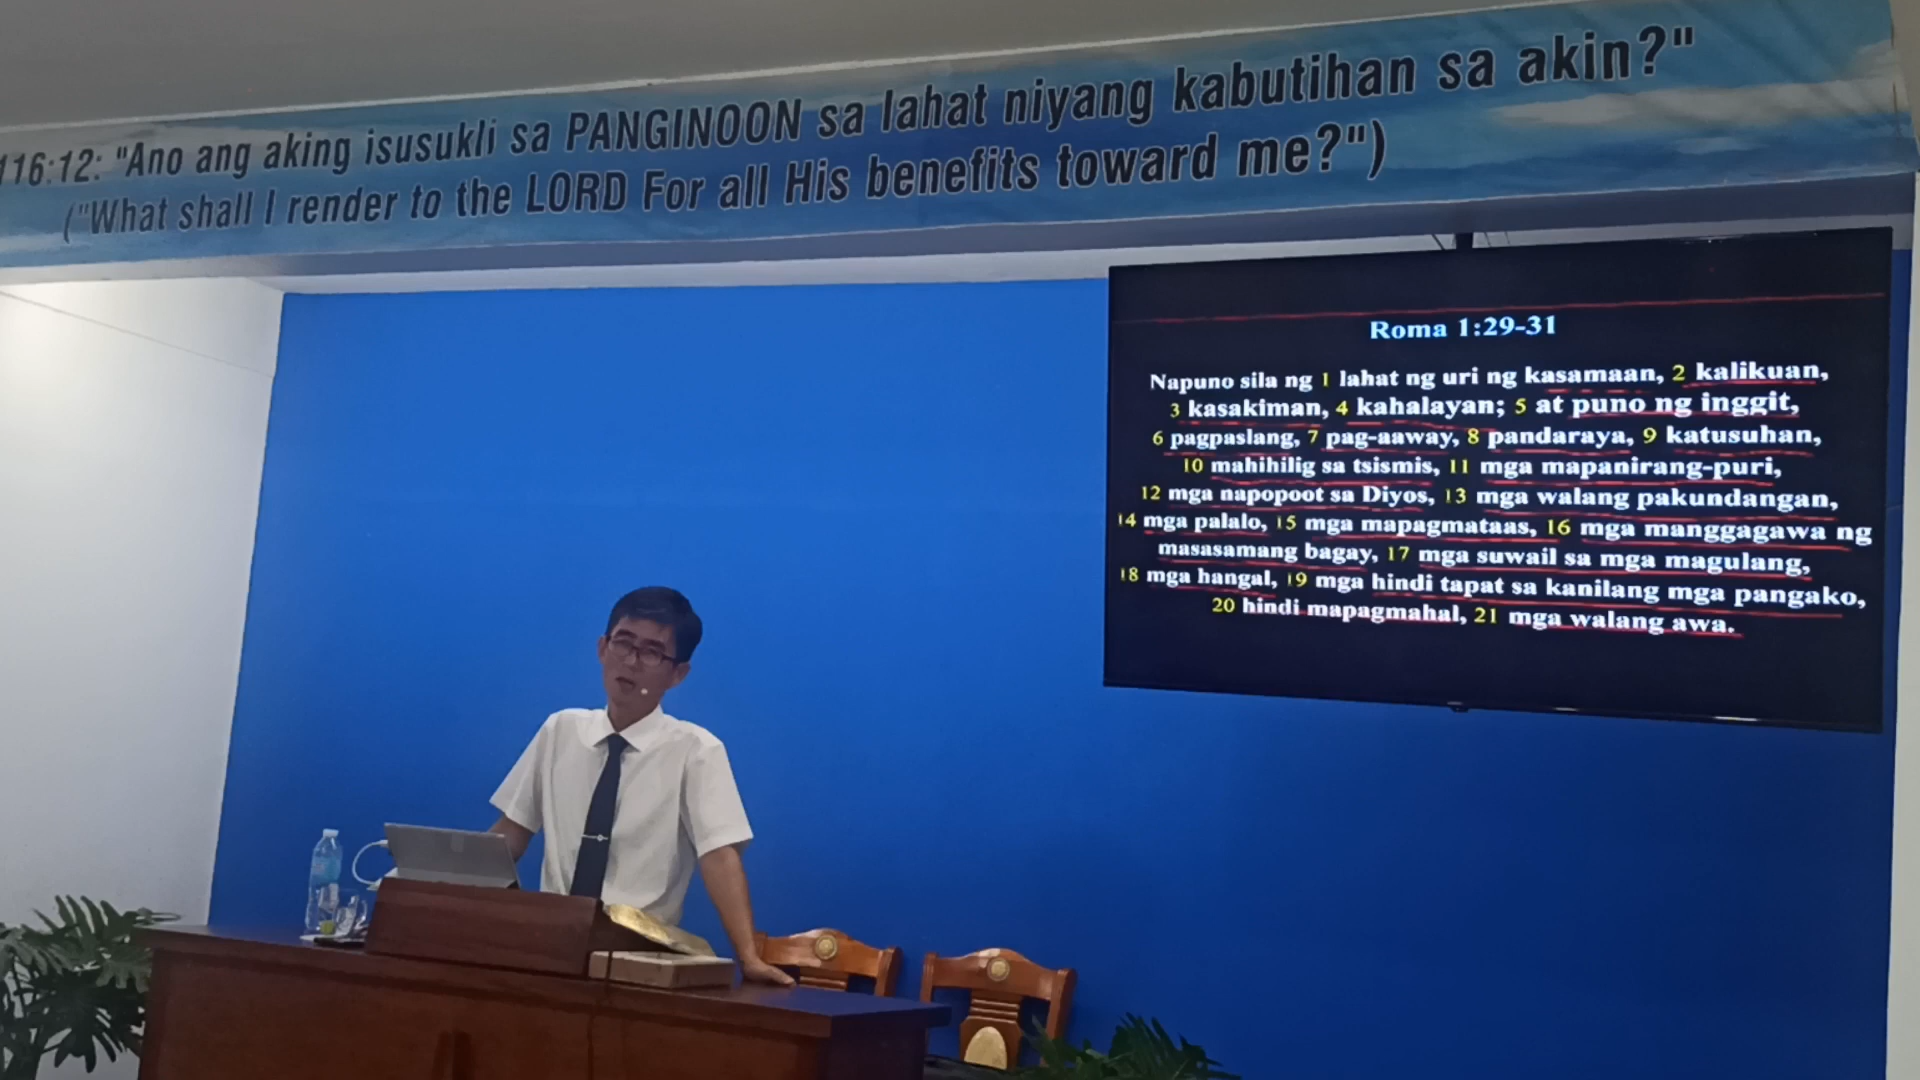 116:12: "Ano ang aking isusukli sa PANGINOON sa lahat niyang kabutihan sa akin?"
("What shall I render to the LORD For all His benefits toward me?")
Roma 1:29-31
Napuno sila ng 1 lahat ng uri ng kasamaan, 2 kalikuan,
3 kasakiman, 4 kahalayan; 5 at puno ng inggit,
6 pagpaslang, 7 pag-aaway, 8 pandaraya, 9 katusuhan,
10 mahihilig sa tsismis, 11 mga mapanirang-puri,
12 mga napopoot sa Diyos, 13 mga walang pakundangan,
14 mga palalo, 15 mga mapagmataas, 16 mga manggagawa ng
masasamang bagay, 17 mga suwail sa mga magulang,
18 mga hangal, 19 mga hindi tapat sa kanilang mga pangako,
20 hindi mapagmahal, 21 mga walang awa.